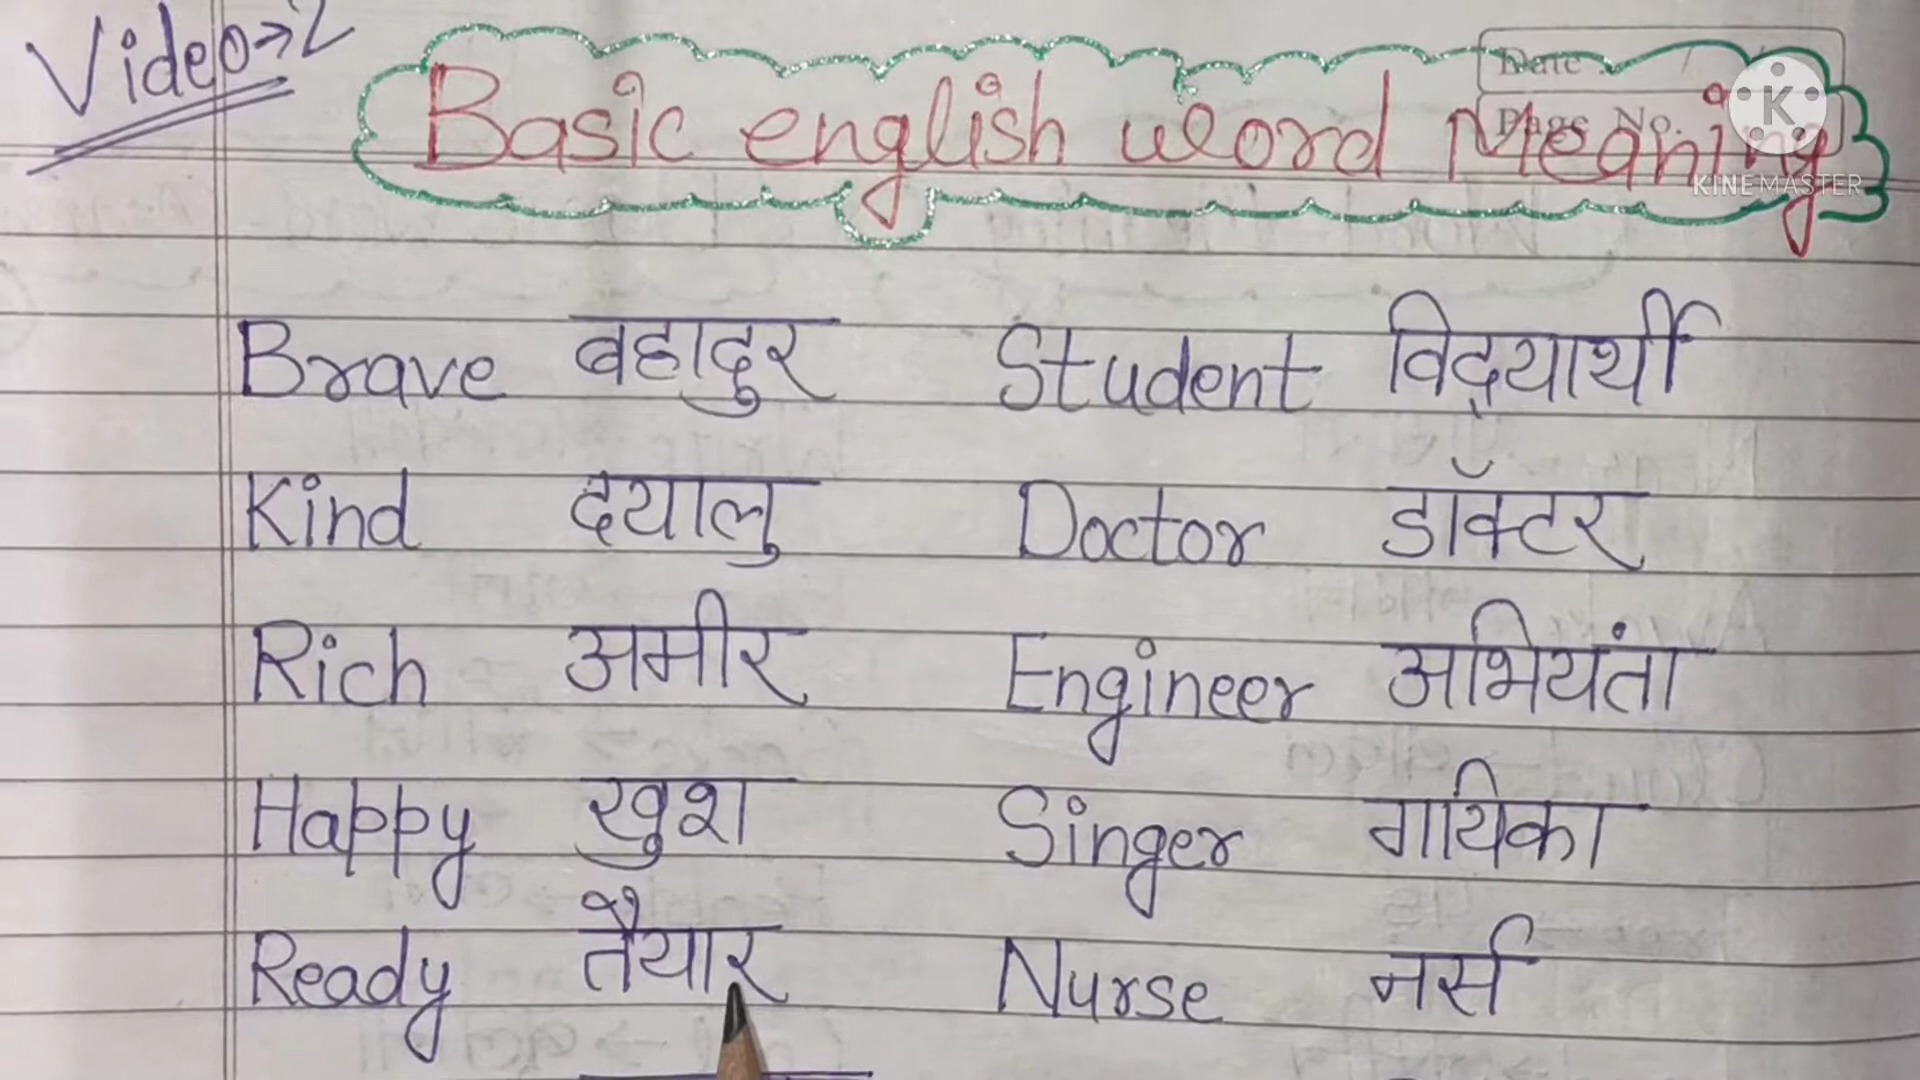 Video→2
Basic english word Meaning
Date :
Page No.
K
KINEMASTER
Brave बहादुर Student विद्यार्थी
Kind दयालु Doctor डॉक्टर
Rich अमीर Engineer अभियंता
Happy खुश Singer गायिका
Ready तैयार Nurse नर्स